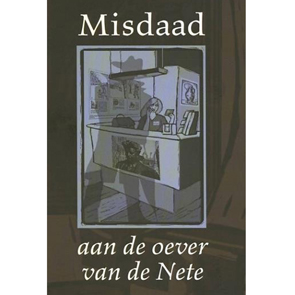 Misdaad
aan de oever
van de Nete